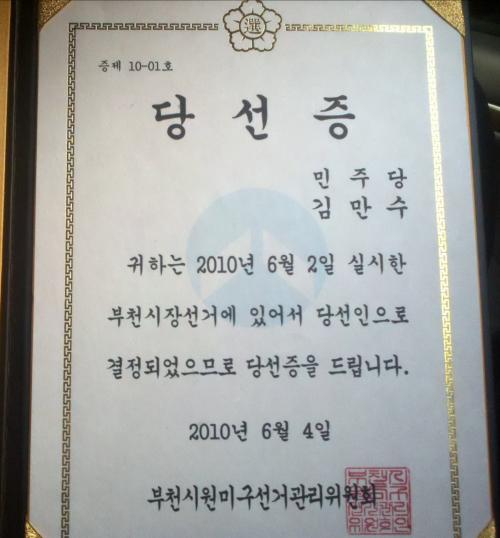 選
증제 10-01호
당 선 증
민 주 당
김 만 수
귀하는 2010년 6월 2일 실시한
부천시장선거에 있어서 당선인으로
결정되었으므로 당선증을 드립니다.
2010년 6월 4일
부천시원미구선거관리위원회